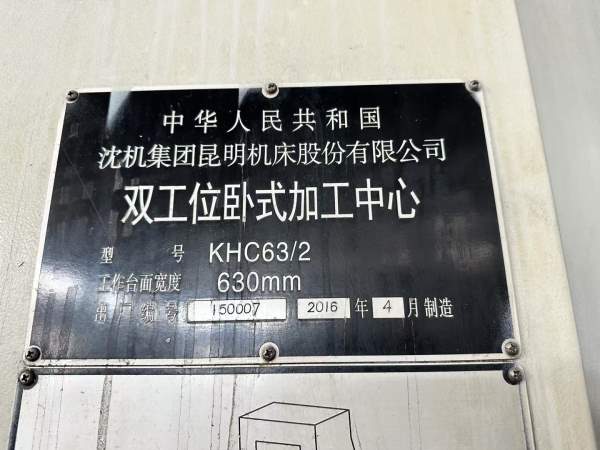 中华人民共和国
沈机集团昆明机床股份有限公司
双工位卧式加工中心
型 号 KHC63/2
工作台面宽度 630mm
出厂编号 150007 2016 年 4 月制造